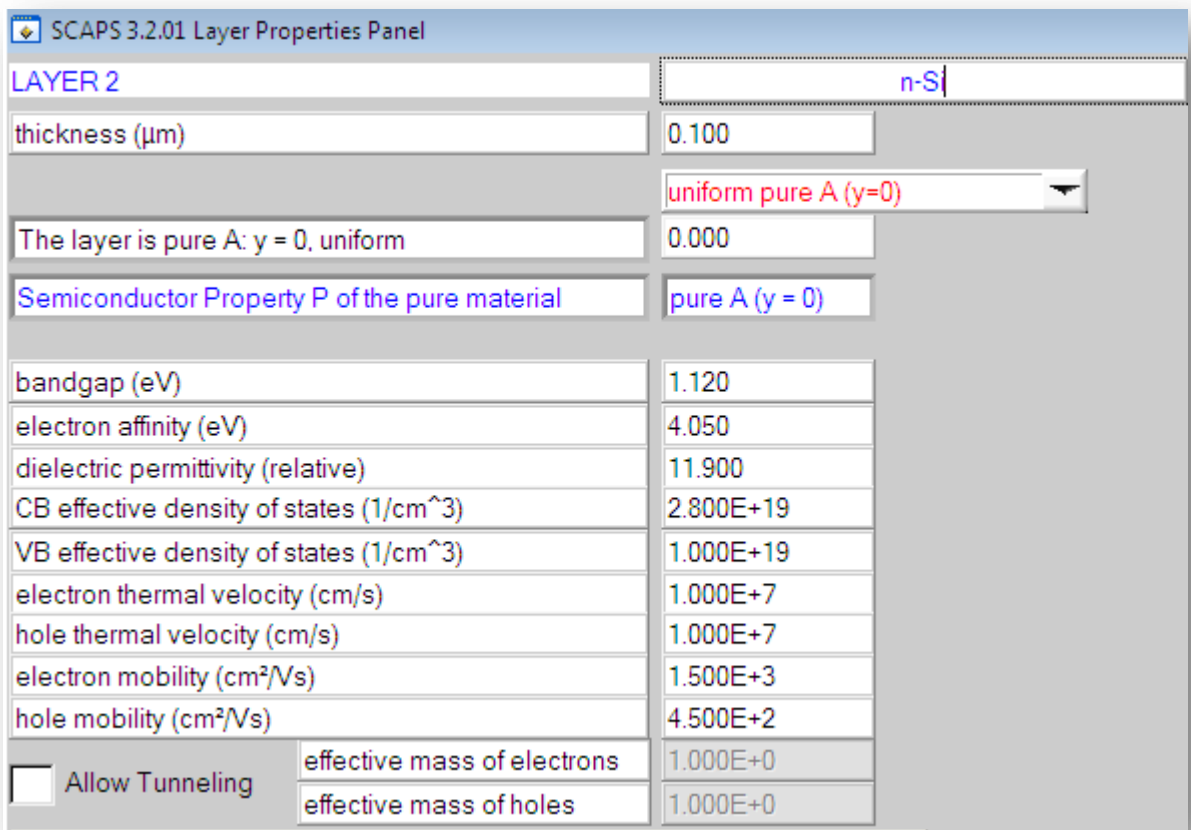 SCAPS 3.2.01 Layer Properties Panel
LAYER 2 n-Si
thickness (µm) 0.100
uniform pure A (y=0)
The layer is pure A: y = 0, uniform 0.000
Semiconductor Property P of the pure material pure A (y = 0)
bandgap (eV) 1.120
electron affinity (eV) 4.050
dielectric permittivity (relative) 11.900
CB effective density of states (1/cm^3) 2.800E+19
VB effective density of states (1/cm^3) 1.000E+19
electron thermal velocity (cm/s) 1.000E+7
hole thermal velocity (cm/s) 1.000E+7
electron mobility (cm²/Vs) 1.500E+3
hole mobility (cm²/Vs) 4.500E+2
Allow Tunneling
effective mass of electrons 1.000E+0
effective mass of holes 1.000E+0